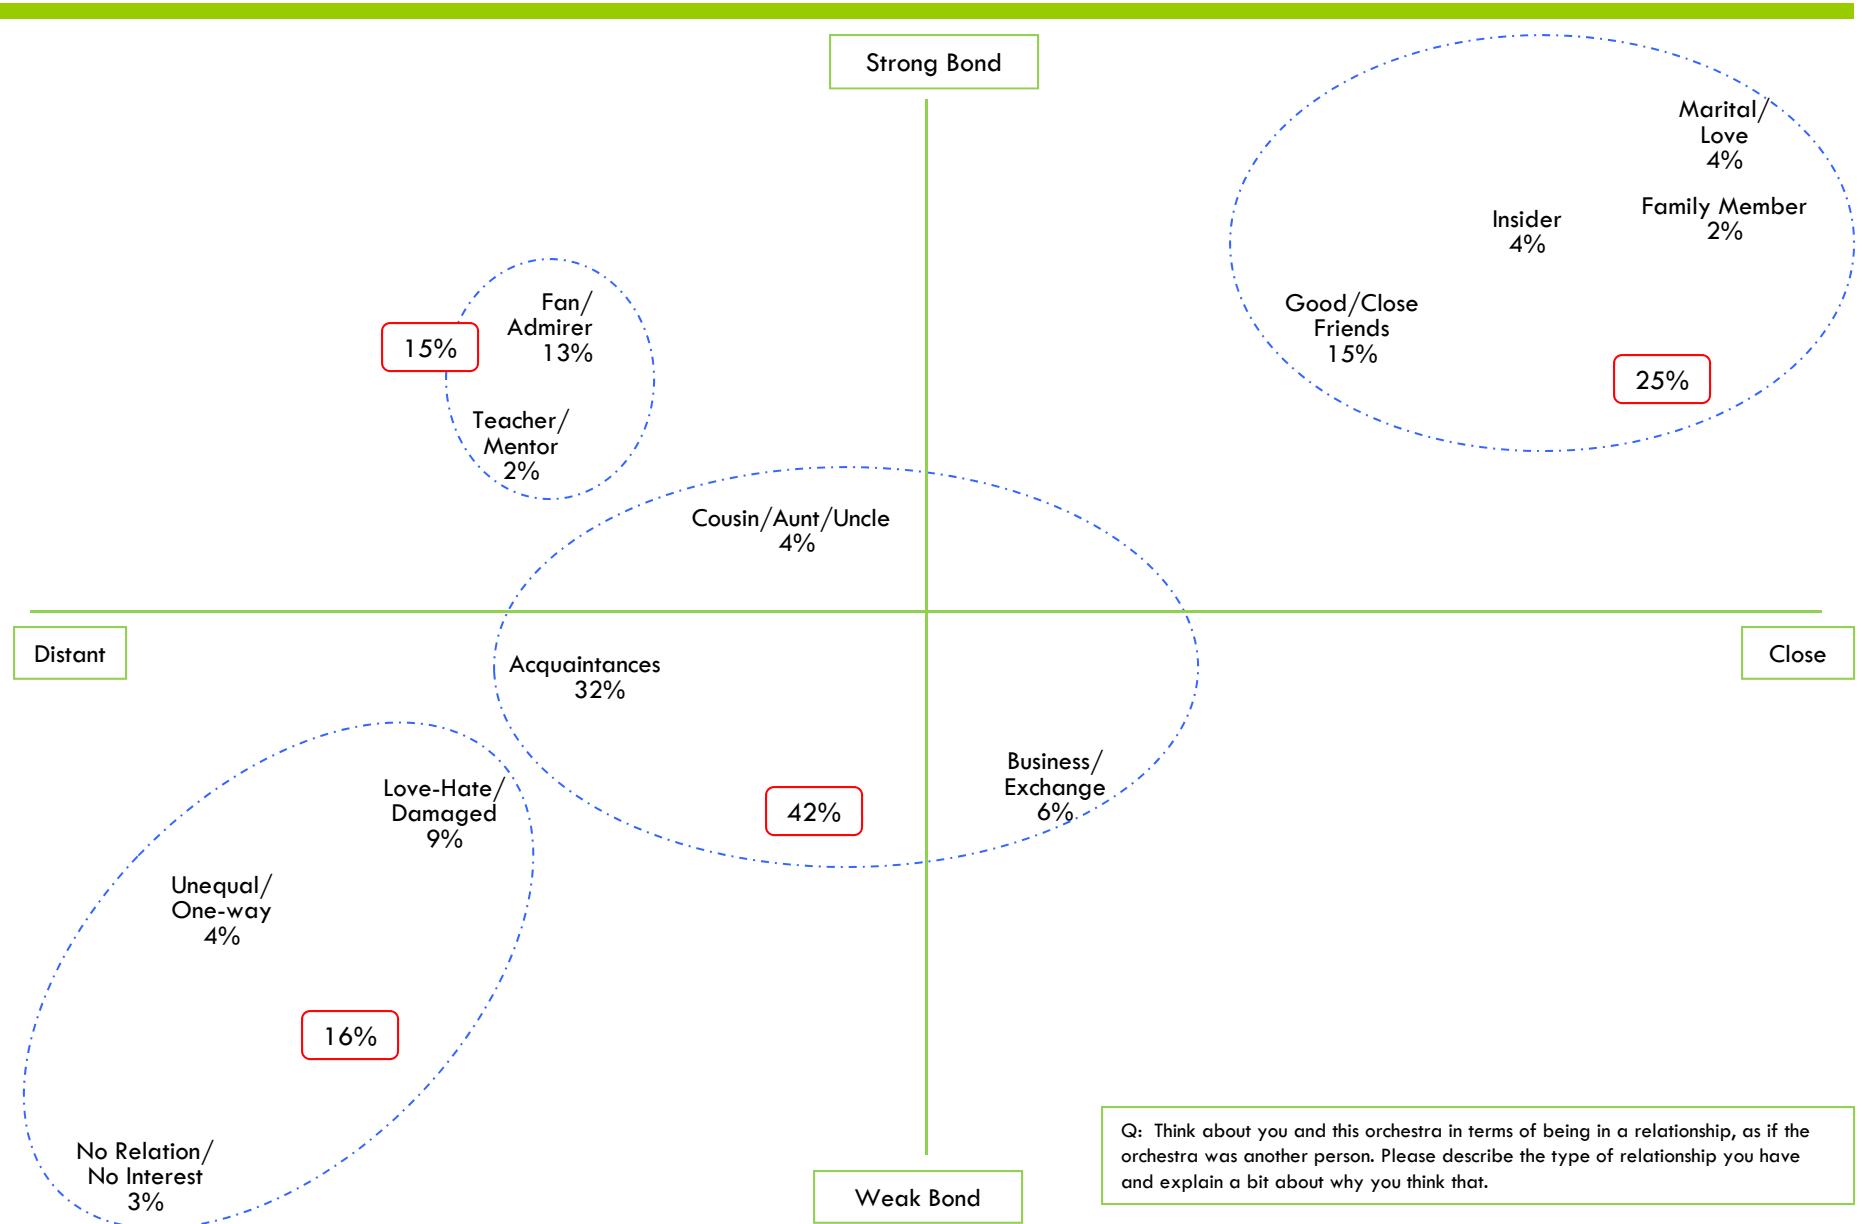 Strong Bond
Marital/
Love
4%
Family Member
2%
Insider
4%
Good/Close
Friends
15%
25%
Fan/
Admirer
13%
15%
Teacher/
Mentor
2%
Cousin/Aunt/Uncle
4%
Distant
Close
Acquaintances
32%
Business/
Exchange
6%
42%
Love-Hate/
Damaged
9%
Unequal/
One-way
4%
16%
No Relation/
No Interest
3%
Weak Bond
Q: Think about you and this orchestra in terms of being in a relationship, as if the
orchestra was another person. Please describe the type of relationship you have
and explain a bit about why you think that.